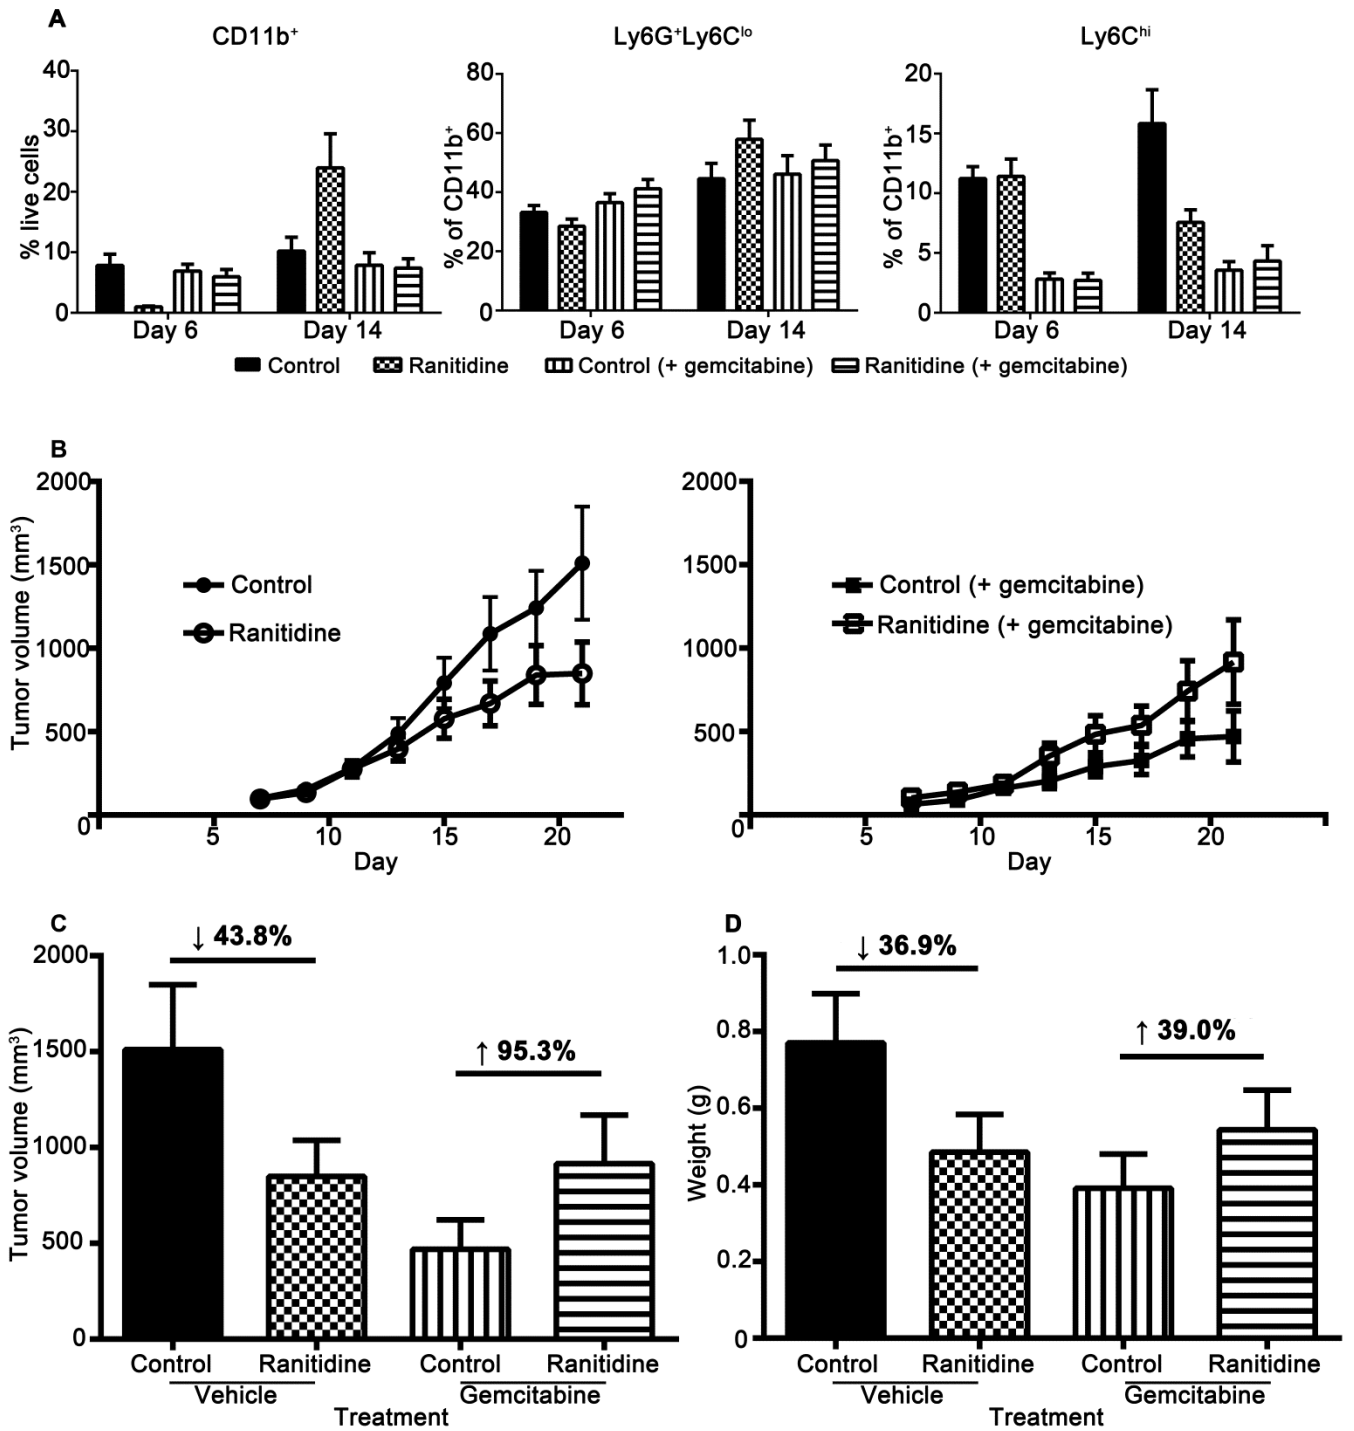 A
CD11b⁺ Ly6G⁺Ly6Cˡᵒ Ly6Cʰⁱ
% live cells
40
30
20
10
0
Day 6 Day 14
% of CD11b⁺
80
60
40
20
0
Day 6 Day 14
% of CD11b⁺
20
15
10
5
0
Day 6 Day 14
Control Ranitidine Control (+ gemcitabine) Ranitidine (+ gemcitabine)
B
Tumor volume (mm³)
2000
1500
1000
500
0
5 10 15 20
Day
Control
Ranitidine
2000
1500
1000
500
0
5 10 15 20
Day
Control (+ gemcitabine)
Ranitidine (+ gemcitabine)
C
↓ 43.8%
↑ 95.3%
Tumor volume (mm³)
2000
1500
1000
500
0
Control Ranitidine Control Ranitidine
Vehicle Gemcitabine
Treatment
D
↓ 36.9%
↑ 39.0%
Weight (g)
1.0
0.8
0.6
0.4
0.2
0
Control Ranitidine Control Ranitidine
Vehicle Gemcitabine
Treatment